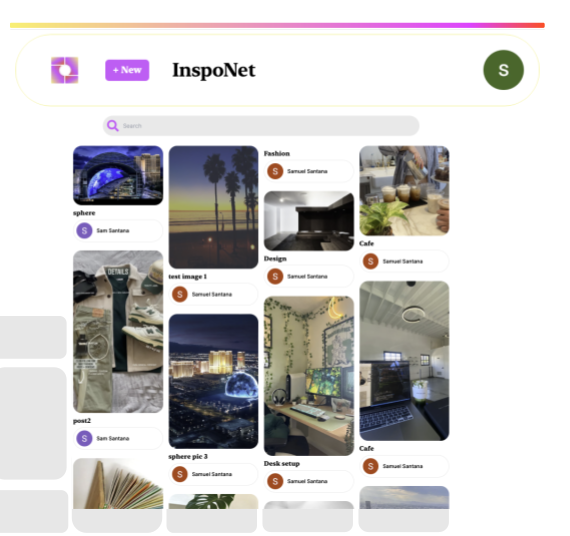 + New
InspoNet
S
Search
sphere
S Sam Santana
DETAILS
post2
S Sam Santana
test image 1
S Samuel Santana
sphere pic 3
S Samuel Santana
Fashion
S Samuel Santana
Design
S Samuel Santana
Desk setup
S Samuel Santana
Cafe
S Samuel Santana
Cafe
S Samuel Santana